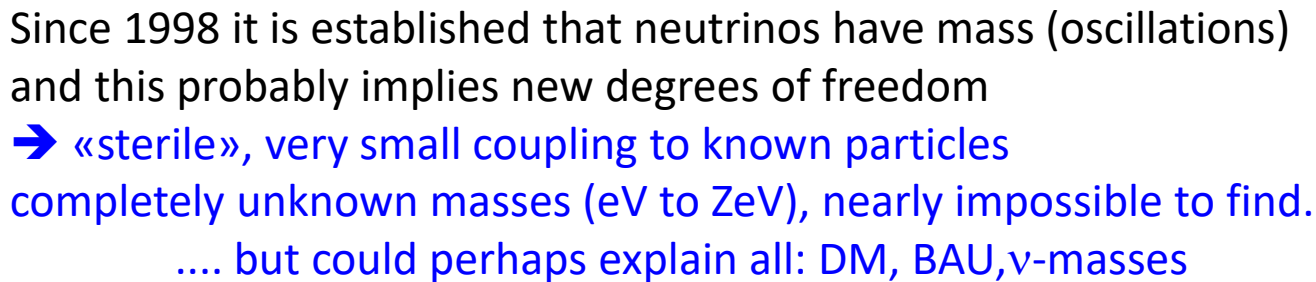 Since 1998 it is established that neutrinos have mass (oscillations)
and this probably implies new degrees of freedom
➔ «sterile», very small coupling to known particles
completely unknown masses (eV to ZeV), nearly impossible to find.
.... but could perhaps explain all: DM, BAU,ν-masses